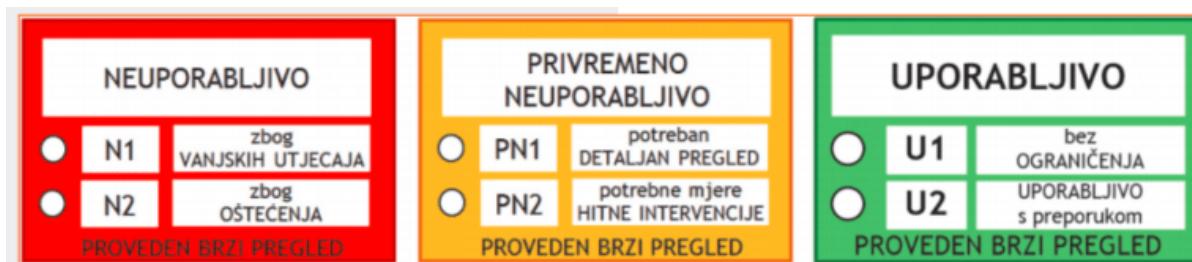 NEUPORABLJIVO
N1
zbog
VANJSKIH UTJECAJA
N2
zbog
OŠTEĆENJA
PROVEDEN BRZI PREGLED
PRIVREMENO
NEUPORABLJIVO
PN1
potreban
DETALJAN PREGLED
PN2
potrebne mjere
HITNE INTERVENCIJE
PROVEDEN BRZI PREGLED
UPORABLJIVO
U1
bez
OGRANIČENJA
U2
UPORABLJIVO
s preporukom
PROVEDEN BRZI PREGLED